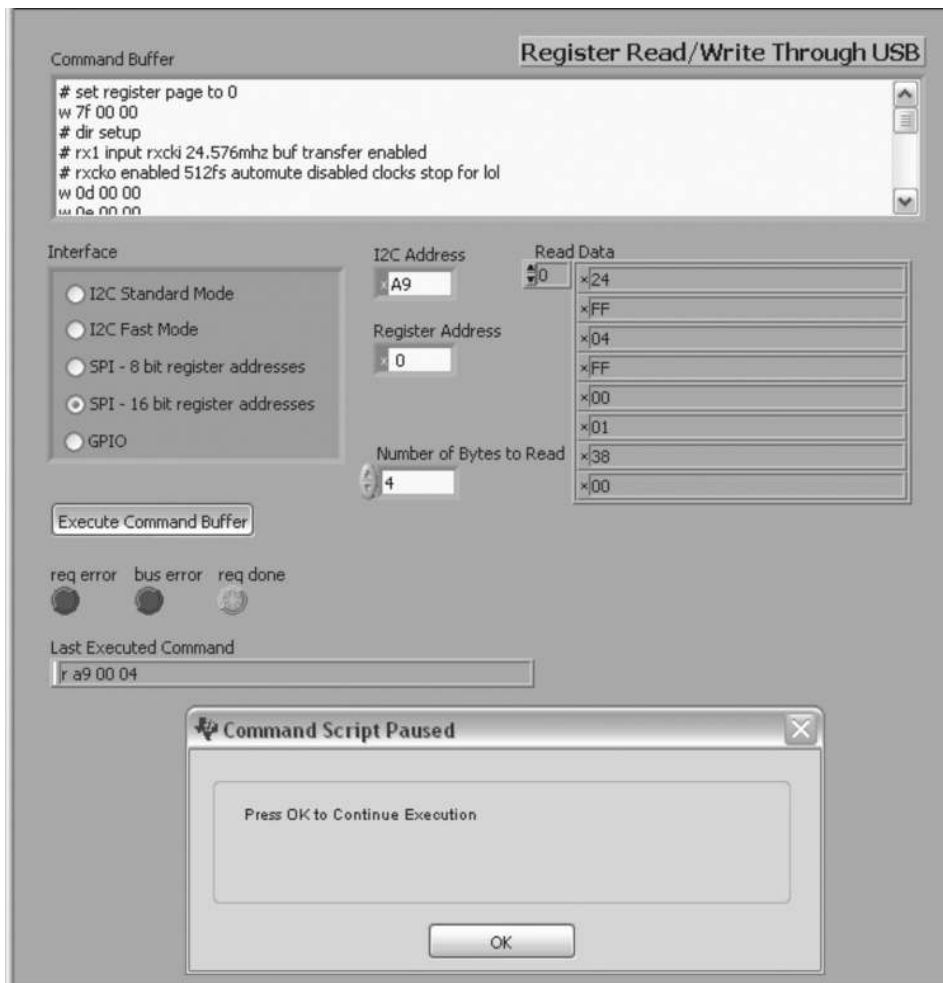 Register Read/Write Through USB
Command Buffer
# set register page to 0
w 7f 00 00
# dir setup
# rx1 input rxcki 24.576mhz buf transfer enabled
# rxcko enabled 512fs automute disabled clocks stop for lol
w 0d 00 00
w 0e 00 00
Interface
I2C Standard Mode
I2C Fast Mode
SPI - 8 bit register addresses
SPI - 16 bit register addresses
GPIO
I2C Address
x A9
Register Address
x 0
Number of Bytes to Read
4
Read Data
0
x 24
x FF
x 04
x FF
x 00
x 01
x 38
x 00
Execute Command Buffer
req error bus error req done
Last Executed Command
r a9 00 04
Command Script Paused
Press OK to Continue Execution
OK